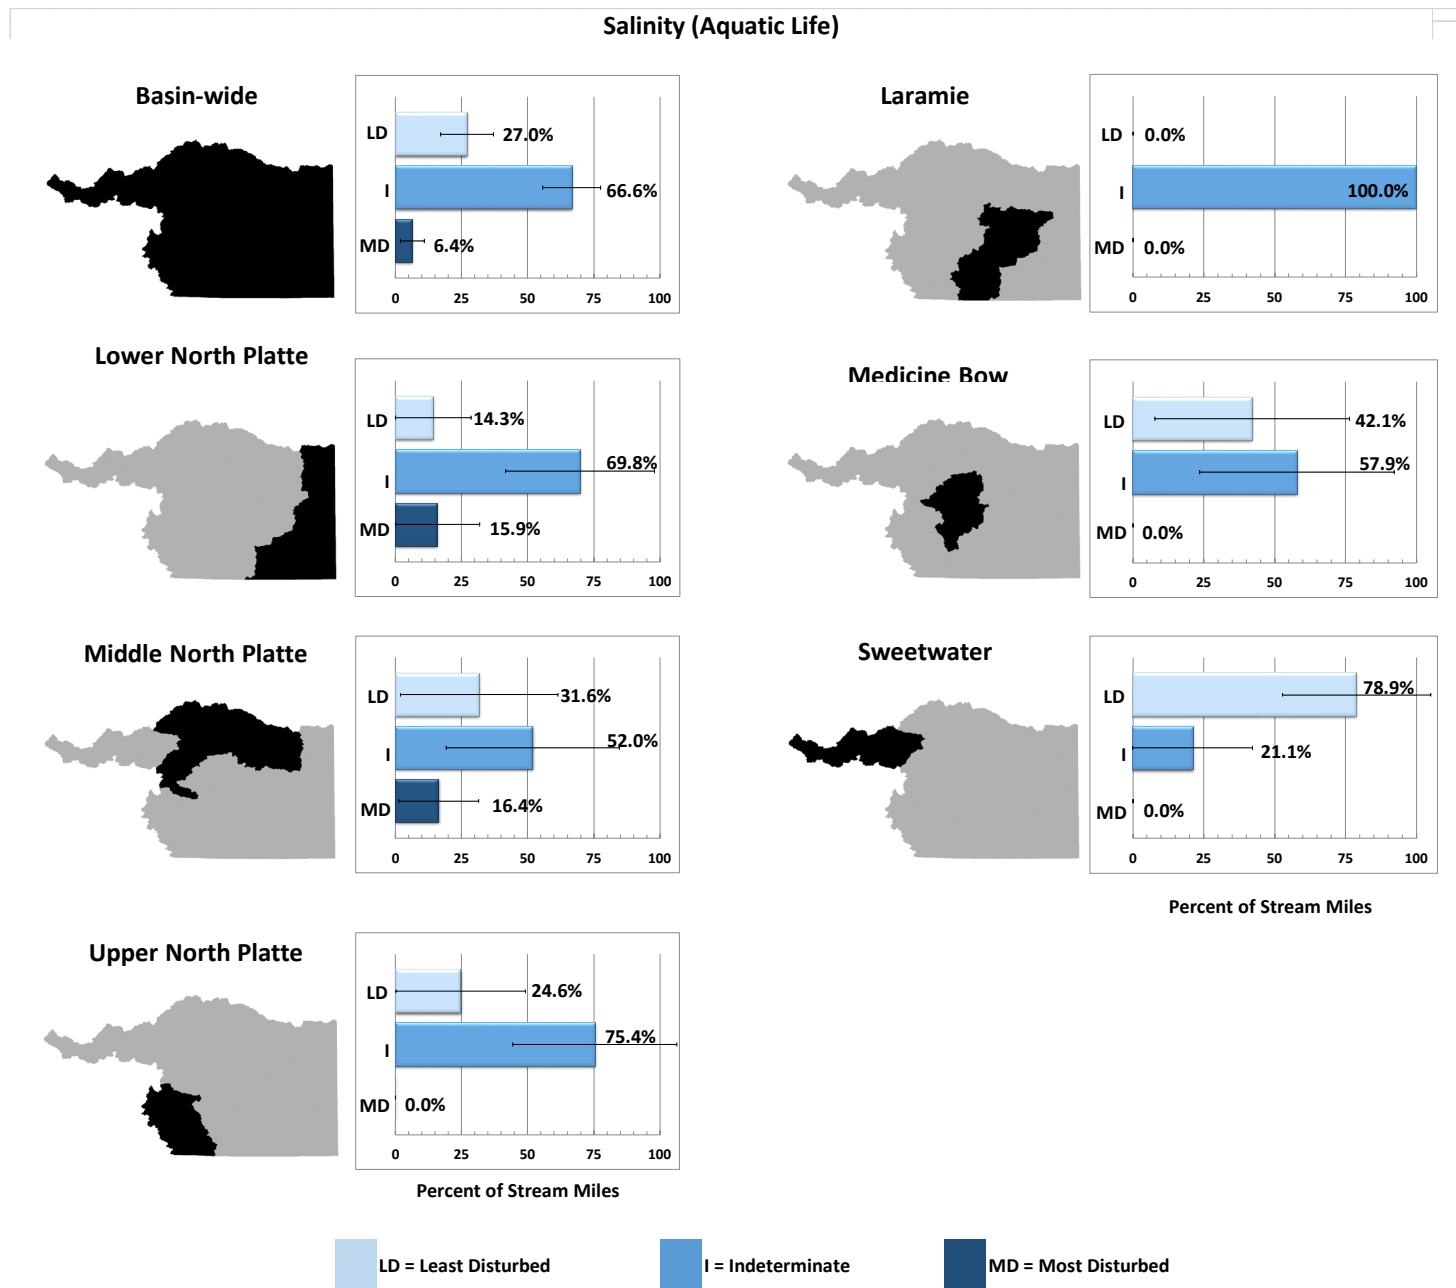 Salinity (Aquatic Life)
Basin-wide
LD
27.0%
I
66.6%
MD
6.4%
0 25 50 75 100
Laramie
LD
0.0%
I
100.0%
MD
0.0%
0 25 50 75 100
Lower North Platte
LD
14.3%
I
69.8%
MD
15.9%
0 25 50 75 100
Medicine Bow
LD
42.1%
I
57.9%
MD
0.0%
0 25 50 75 100
Middle North Platte
LD
31.6%
I
52.0%
MD
16.4%
0 25 50 75 100
Sweetwater
LD
78.9%
I
21.1%
MD
0.0%
0 25 50 75 100
Percent of Stream Miles
Upper North Platte
LD
24.6%
I
75.4%
MD
0.0%
0 25 50 75 100
Percent of Stream Miles
LD = Least Disturbed
I = Indeterminate
MD = Most Disturbed